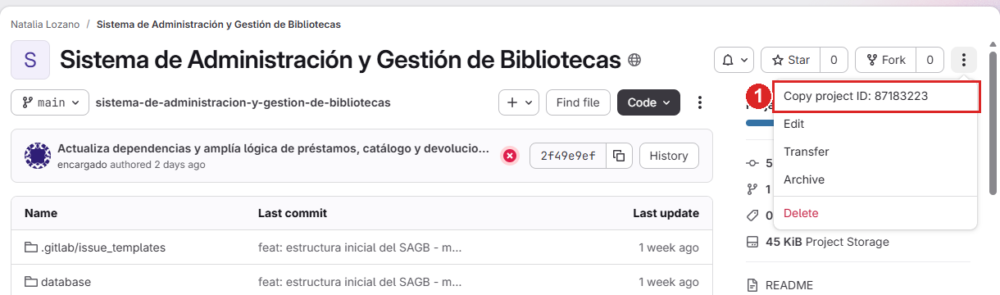 Natalia Lozano / Sistema de Administración y Gestión de Bibliotecas
S Sistema de Administración y Gestión de Bibliotecas
Star 0
Fork 0
main sistema-de-administracion-y-gestion-de-bibliotecas
+ Find file Code
1 Copy project ID: 87183223
Edit
Transfer
Archive
Delete
Actualiza dependencias y amplía lógica de préstamos, catálogo y devolucio...
encargado authored 2 days ago
2f49e9ef History
5
1
0
45 KiB Project Storage
README
Name Last commit Last update
.gitlab/issue_templates feat: estructura inicial del SAGB - m... 1 week ago
database feat: estructura inicial del SAGB - m... 1 week ago